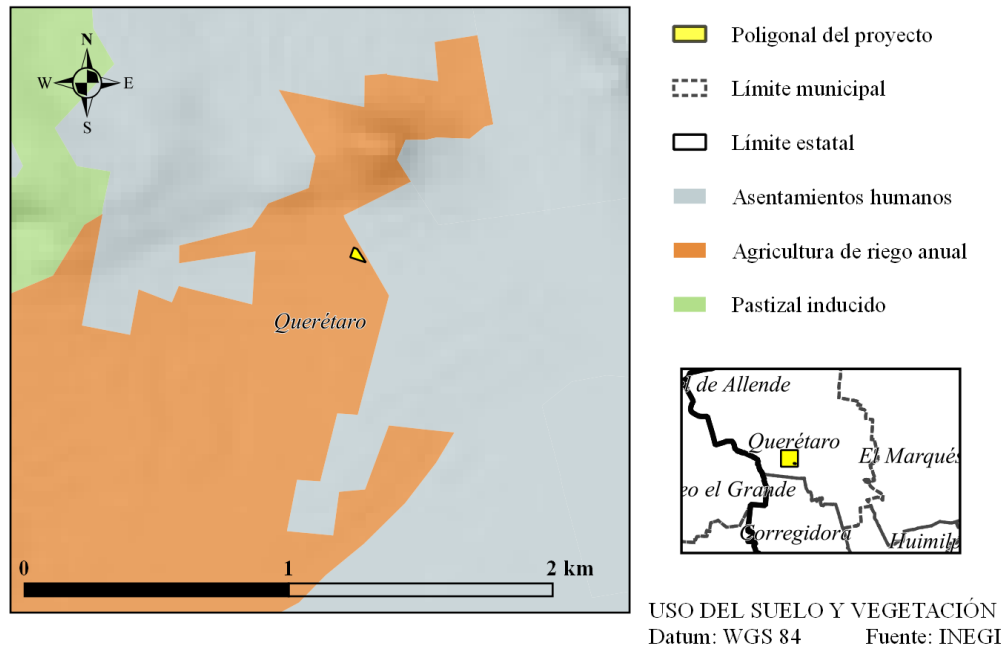 N
W E
S
Querétaro
0 1 2 km
Poligonal del proyecto
Límite municipal
Límite estatal
Asentamientos humanos
Agricultura de riego anual
Pastizal inducido
l de Allende
Querétaro
El Marqués
eo el Grande
Corregidora
Huimilp
USO DEL SUELO Y VEGETACIÓN
Datum: WGS 84 Fuente: INEGI